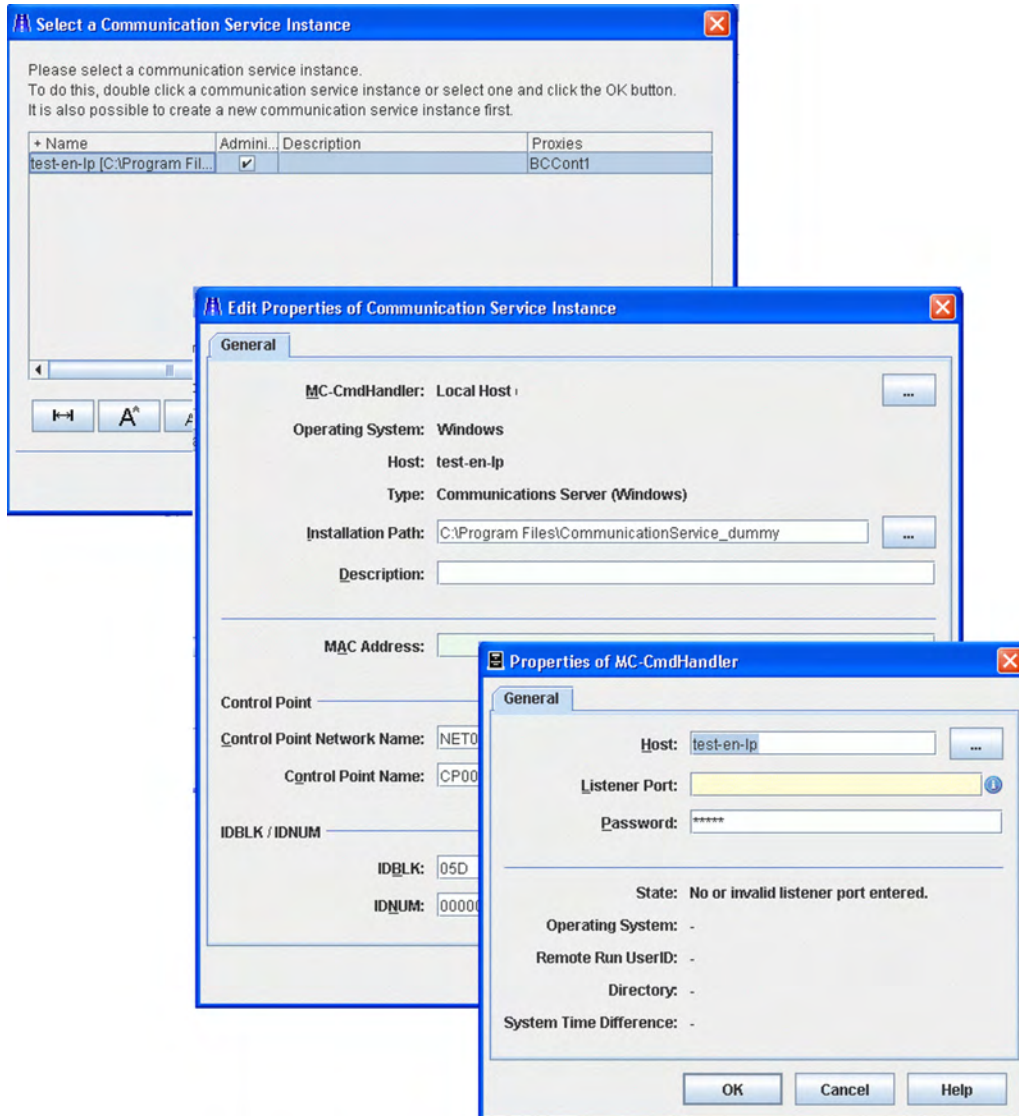 Select a Communication Service Instance
Please select a communication service instance.
To do this, double click a communication service instance or select one and click the OK button.
It is also possible to create a new communication service instance first.
+ Name Admini... Description Proxies
test-en-lp [C:\Program Fil... BCCont1
Edit Properties of Communication Service Instance
General
MC-CmdHandler: Local Host
...
Operating System: Windows
Host: test-en-lp
Type: Communications Server (Windows)
Installation Path: C:\Program Files\CommunicationService_dummy
...
Description:
MAC Address:
Control Point
Control Point Network Name: NET0
Control Point Name: CP00
IDBLK / IDNUM
IDBLK: 05D
IDNUM: 0000
Properties of MC-CmdHandler
General
Host: test-en-lp
...
Listener Port:
Password: *****
State: No or invalid listener port entered.
Operating System: -
Remote Run UserID: -
Directory: -
System Time Difference: -
OK Cancel Help